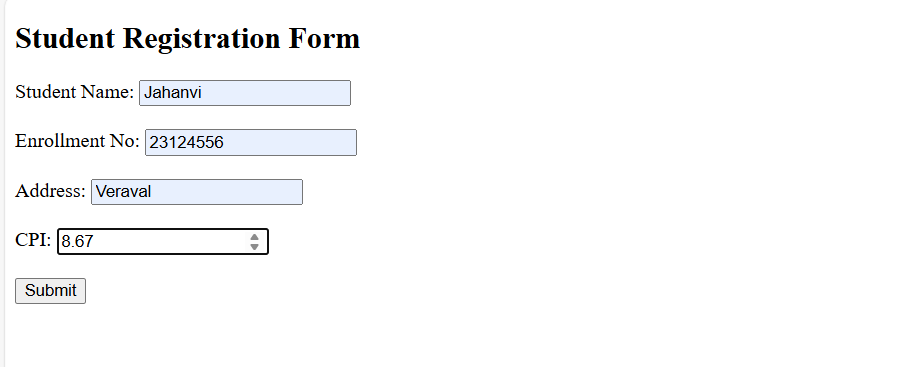 Student Registration Form
Student Name: Jahanvi
Enrollment No: 23124556
Address: Veraval
CPI: 8.67
Submit